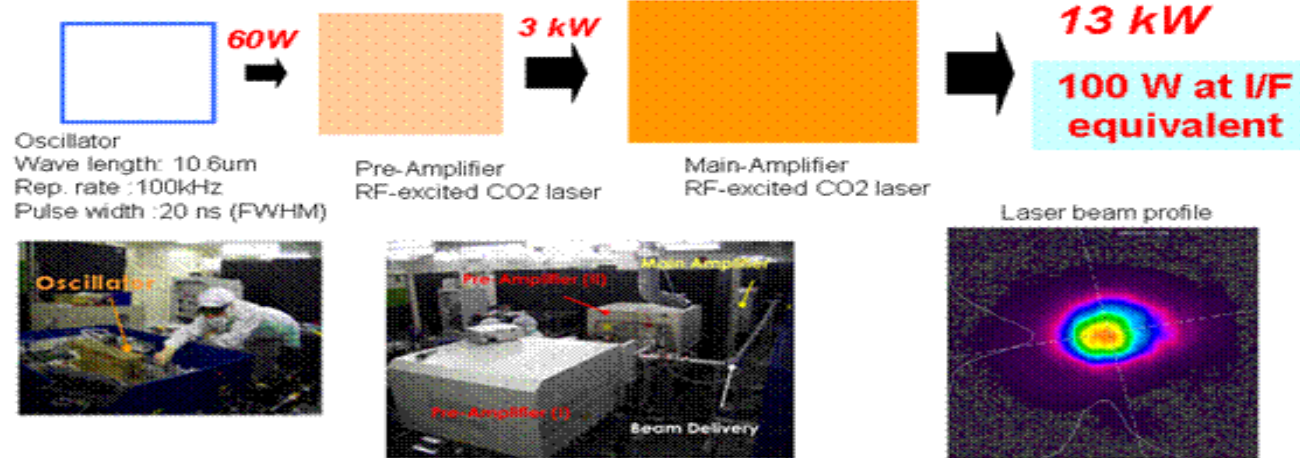 60W
3 kW
13 kW
100 W at I/F
equivalent
Oscillator
Wave length: 10.6um
Rep. rate :100kHz
Pulse width :20 ns (FWHM)
Pre-Amplifier
RF-excited CO2 laser
Main-Amplifier
RF-excited CO2 laser
Laser beam profile
Oscillator
Pre-Amplifier (II)
Main Amplifier
Pre-Amplifier (I)
Beam Delivery